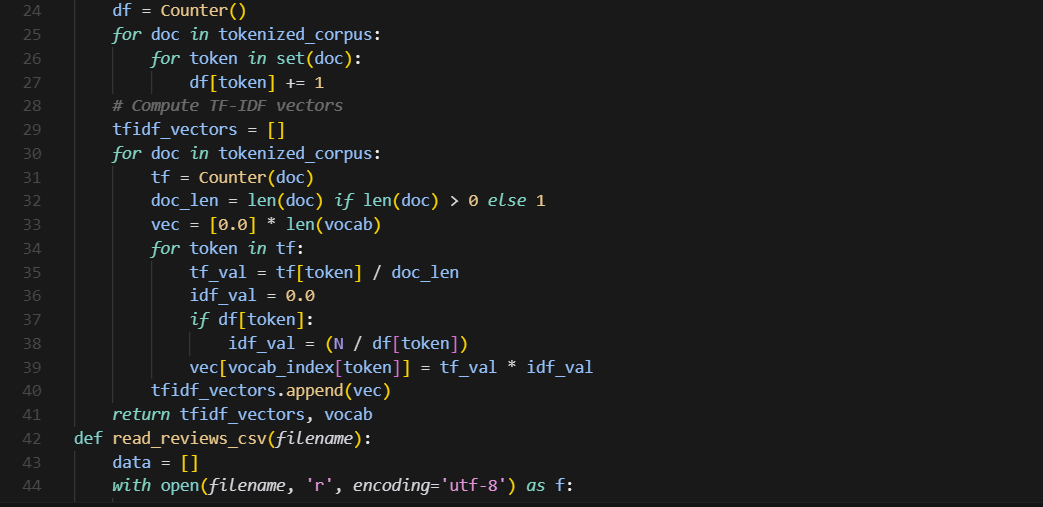 24 df = Counter()
25 for doc in tokenized_corpus:
26 for token in set(doc):
27 df[token] += 1
28 # Compute TF-IDF vectors
29 tfidf_vectors = []
30 for doc in tokenized_corpus:
31 tf = Counter(doc)
32 doc_len = len(doc) if len(doc) > 0 else 1
33 vec = [0.0] * len(vocab)
34 for token in tf:
35 tf_val = tf[token] / doc_len
36 idf_val = 0.0
37 if df[token]:
38 idf_val = (N / df[token])
39 vec[vocab_index[token]] = tf_val * idf_val
40 tfidf_vectors.append(vec)
41 return tfidf_vectors, vocab
42 def read_reviews_csv(filename):
43 data = []
44 with open(filename, 'r', encoding='utf-8') as f: